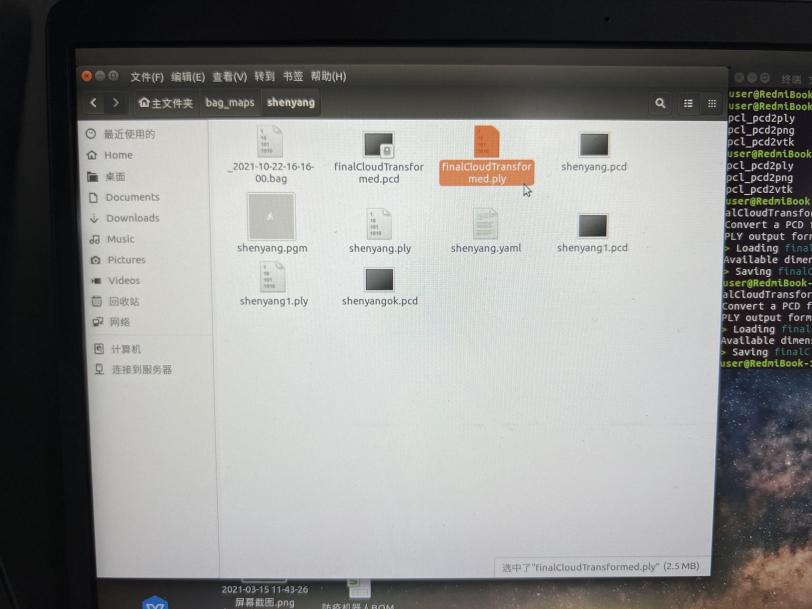 文件(F) 编辑(E) 查看(V) 转到 书签 帮助(H)
主文件夹 bag_maps shenyang
最近使用的
Home
桌面
Documents
Downloads
Music
Pictures
Videos
回收站
网络
计算机
连接到服务器
_2021-10-22-16-16-
00.bag
finalCloudTransfor
med.pcd
finalCloudTransfor
med.ply
shenyang.pcd
shenyang.pgm
shenyang.ply
shenyang.yaml
shenyang1.pcd
shenyang1.ply
shenyangok.pcd
选中了"finalCloudTransformed.ply" (2.5 MB)
终端
user@RedmiBook
user@RedmiBook
pcl_pcd2ply
pcl_pcd2png
pcl_pcd2vtk
user@RedmiBook
pcl_pcd2ply
pcl_pcd2png
pcl_pcd2vtk
user@RedmiBook
alCloudTransfor
Convert a PCD f
PLY output form
> Loading final
Available dimen
> Saving finalC
user@RedmiBook-
alCloudTransfor
Convert a PCD f
PLY output form
> Loading final
Available dimens
> Saving finalC
user@RedmiBook-
2021-03-15 11-43-26
屏幕截图.png
防疫机器人BOM